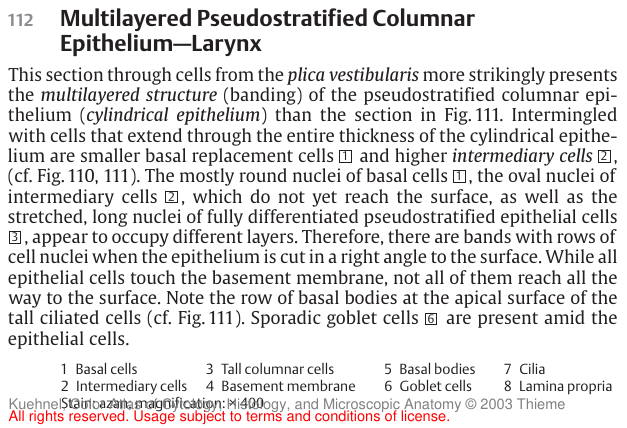 112 Multilayered Pseudostratified Columnar
Epithelium—Larynx
This section through cells from the plica vestibularis more strikingly presents
the multilayered structure (banding) of the pseudostratified columnar epi-
thelium (cylindrical epithelium) than the section in Fig. 111. Intermingled
with cells that extend through the entire thickness of the cylindrical epithe-
lium are smaller basal replacement cells 1 and higher intermediary cells 2,
(cf. Fig. 110, 111). The mostly round nuclei of basal cells 1, the oval nuclei of
intermediary cells 2, which do not yet reach the surface, as well as the
stretched, long nuclei of fully differentiated pseudostratified epithelial cells
3, appear to occupy different layers. Therefore, there are bands with rows of
cell nuclei when the epithelium is cut in a right angle to the surface. While all
epithelial cells touch the basement membrane, not all of them reach all the
way to the surface. Note the row of basal bodies at the apical surface of the
tall ciliated cells (cf. Fig. 111). Sporadic goblet cells 6 are present amid the
epithelial cells.
1 Basal cells 3 Tall columnar cells 5 Basal bodies 7 Cilia
2 Intermediary cells 4 Basement membrane 6 Goblet cells 8 Lamina propria
Stain: azan; magnification: × 400
Kuehnel, Color Atlas of Cytology, Histology, and Microscopic Anatomy © 2003 Thieme
All rights reserved. Usage subject to terms and conditions of license.